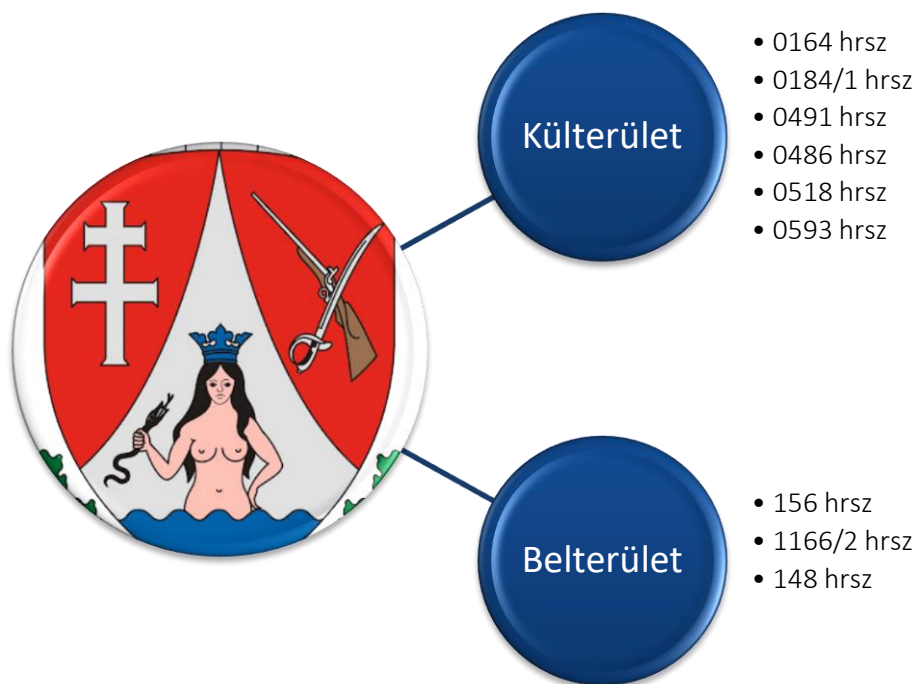 Külterület
• 0164 hrsz
• 0184/1 hrsz
• 0491 hrsz
• 0486 hrsz
• 0518 hrsz
• 0593 hrsz
Belterület
• 156 hrsz
• 1166/2 hrsz
• 148 hrsz